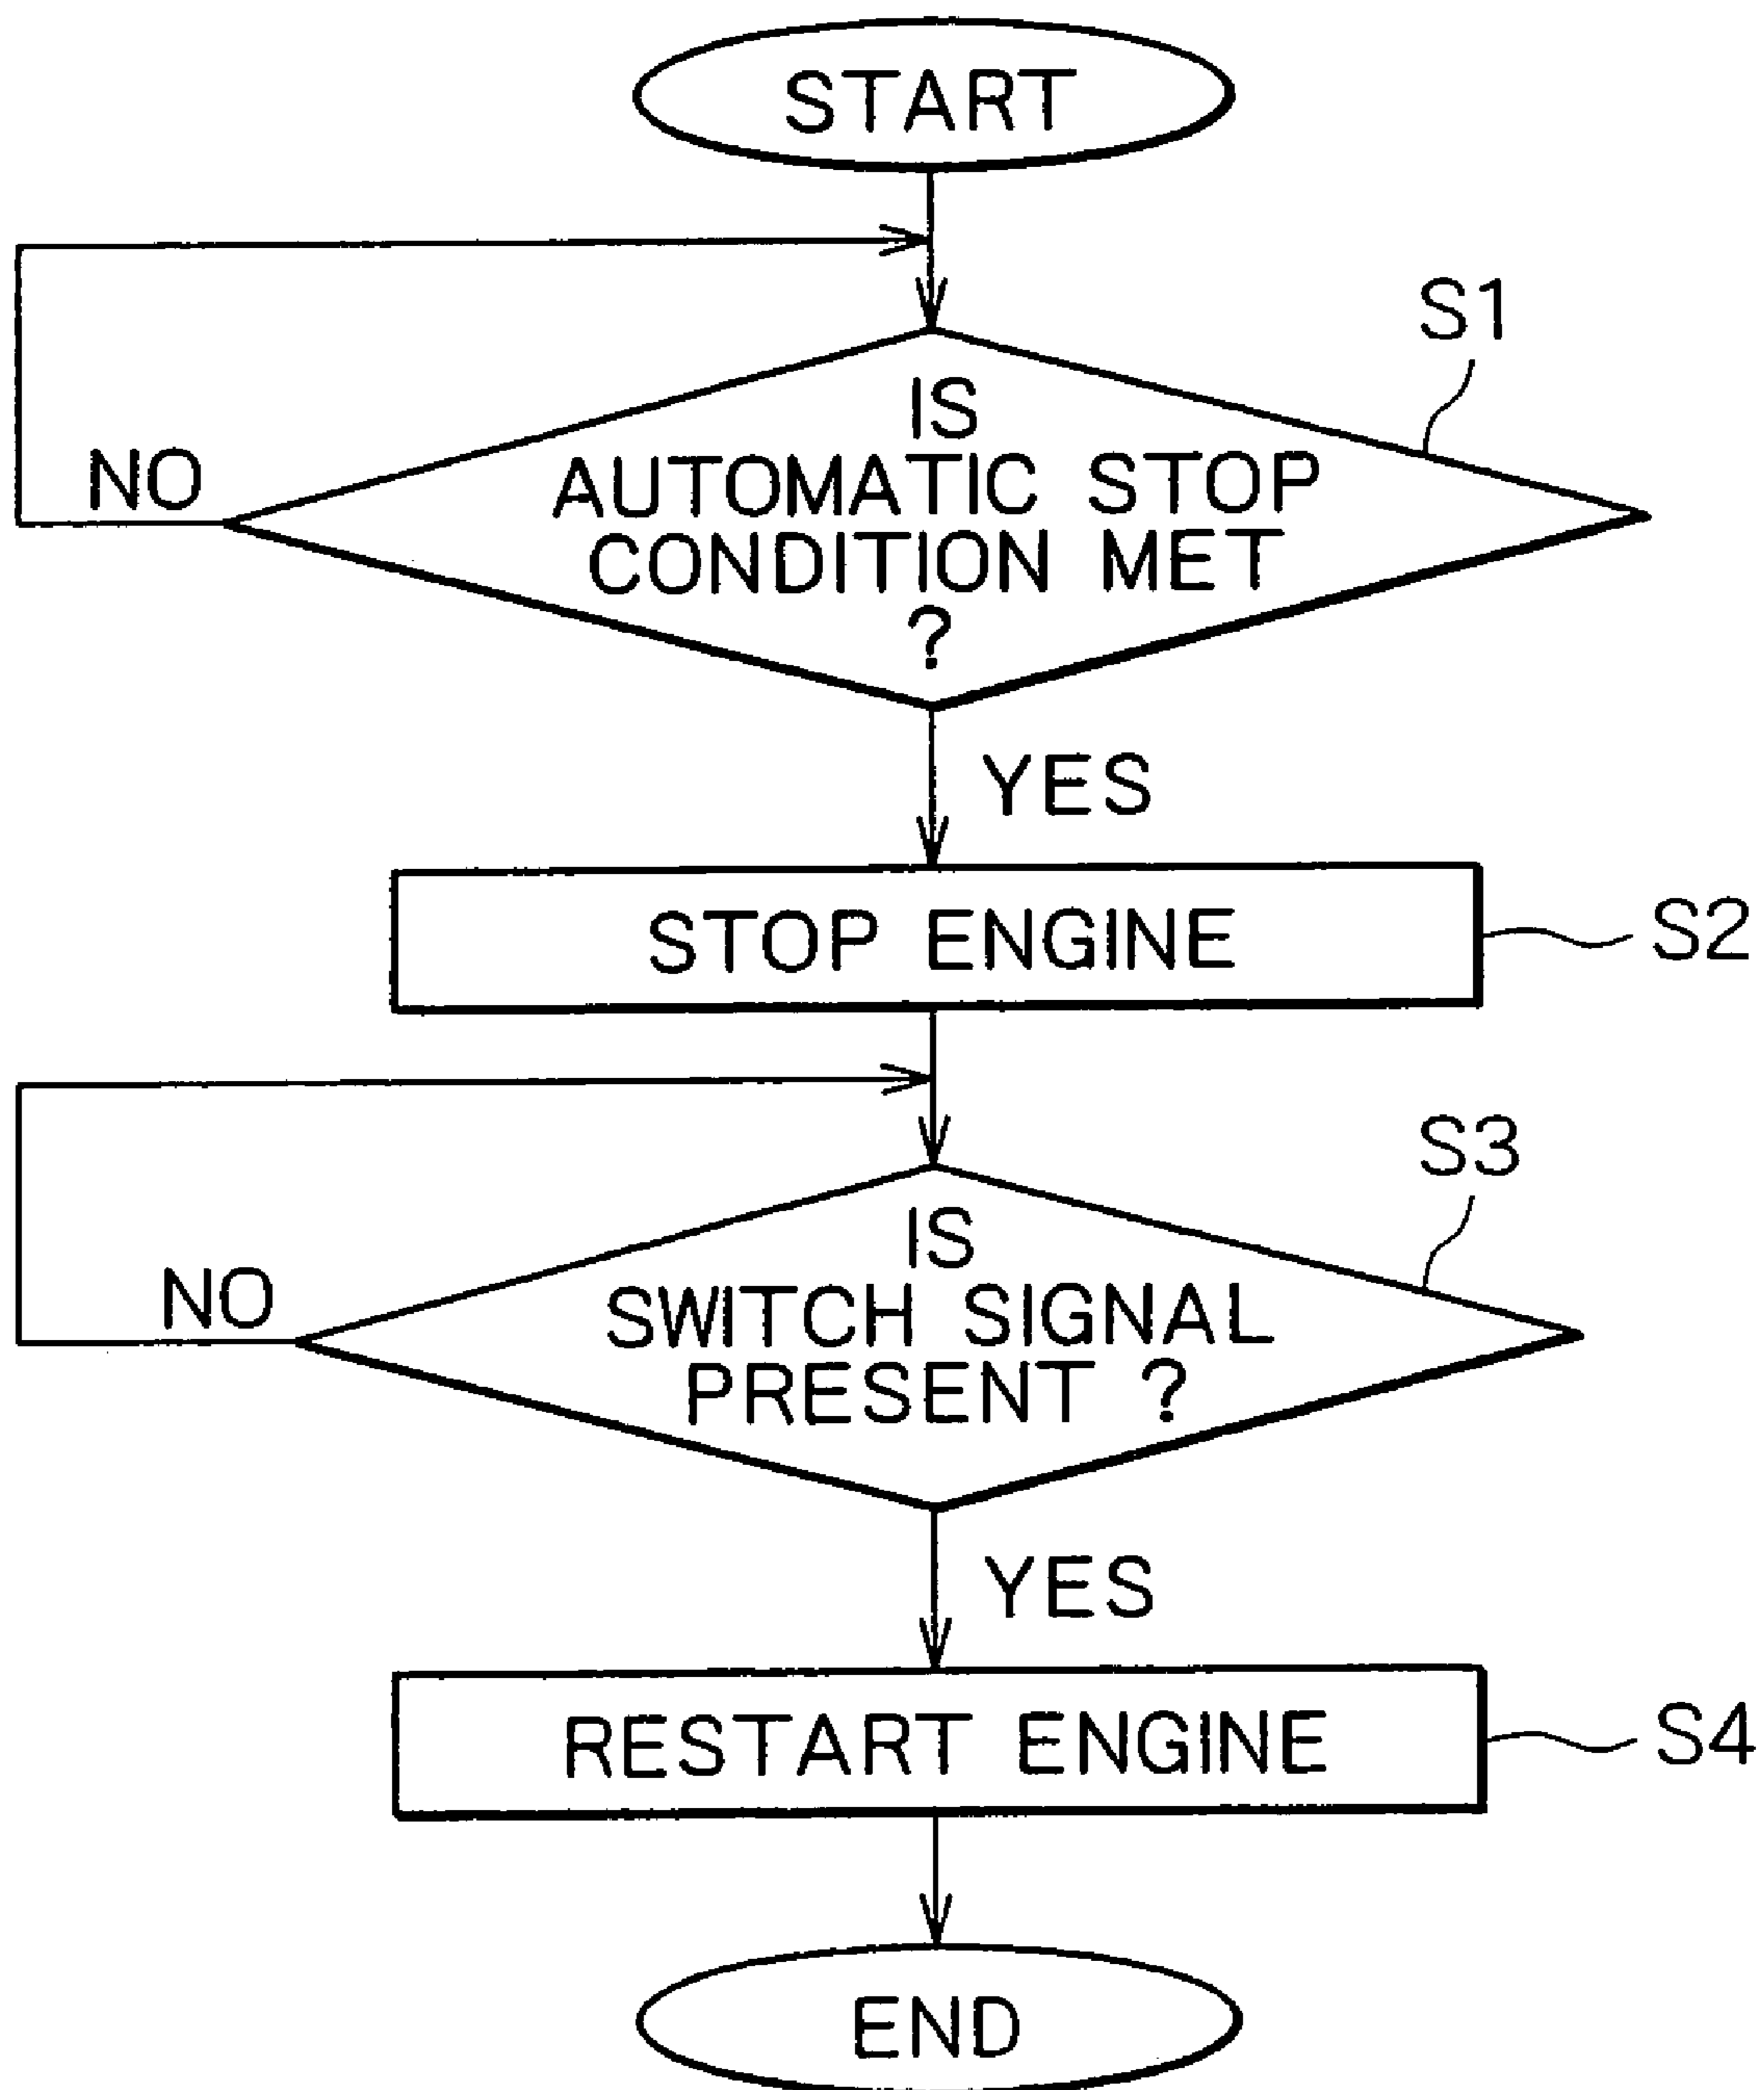 START
S1
IS
AUTOMATIC STOP
CONDITION MET
?
NO
YES
STOP ENGINE
S2
S3
IS
SWITCH SIGNAL
PRESENT ?
NO
YES
RESTART ENGINE
S4
END